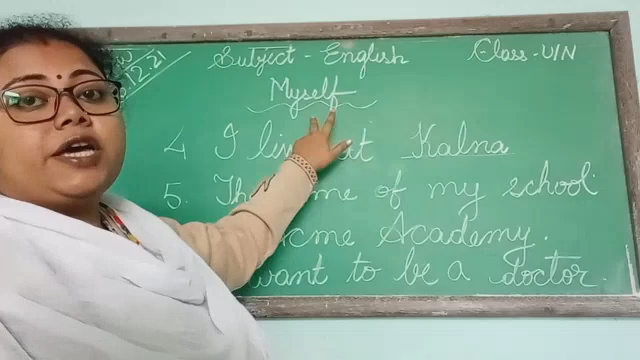 Subject - English
Class - U/N
12.21
Myself
4 I live at Kalna
5. The name of my school
Acme Academy.
want to be a doctor.